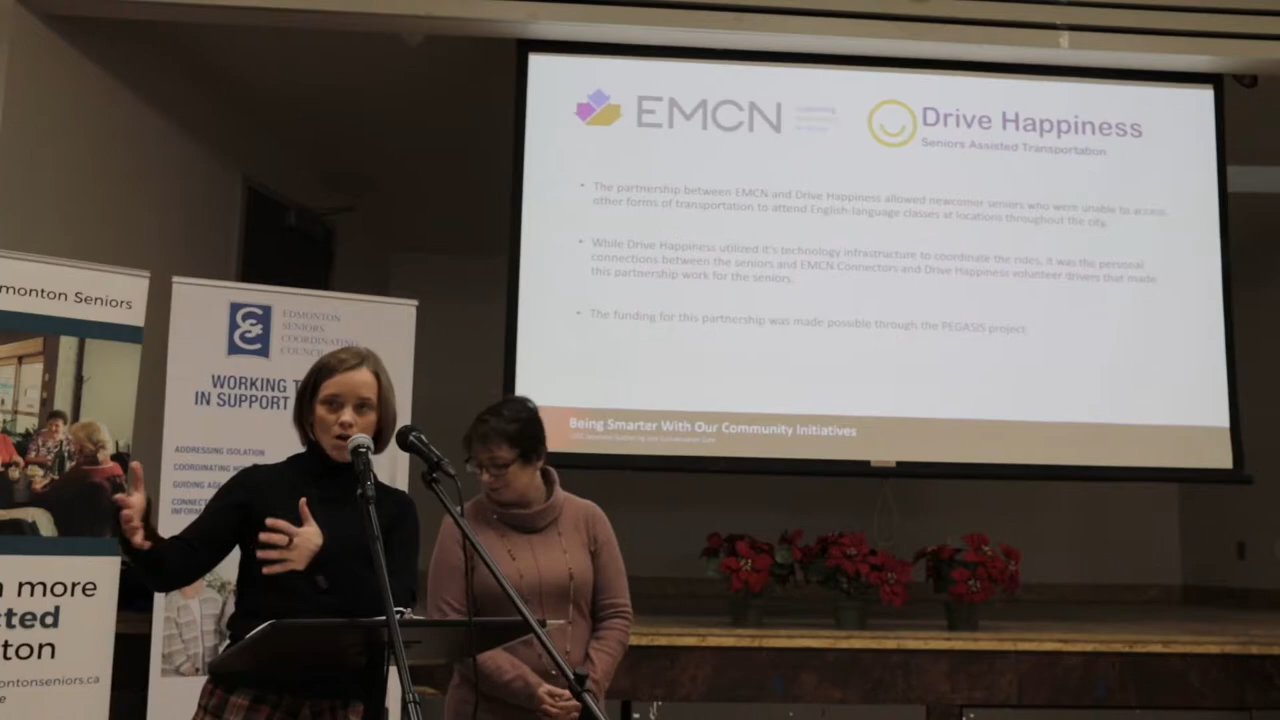 EMCN
Drive Happiness
Seniors Assisted Transportation
• The partnership between EMCN and Drive Happiness allowed newcomer seniors who were unable to access
other forms of transportation to attend English-language classes at locations throughout the city.
• While Drive Happiness utilized it's technology infrastructure to coordinate the rides, it was the personal
connections between the seniors and EMCN Connectors and Drive Happiness volunteer drivers that made
this partnership work for the seniors.
• The funding for this partnership was made possible through the PEGASIS project.
Being Smarter With Our Community Initiatives
monton Seniors
more
cted
ton
ontonseniors.ca
EDMONTON
SENIORS
COORDINATING
COUNCIL
WORKING T
IN SUPPORT
ADDRESSING ISOLATION
COORDINATING
GUIDING
CONNECT
INFORM